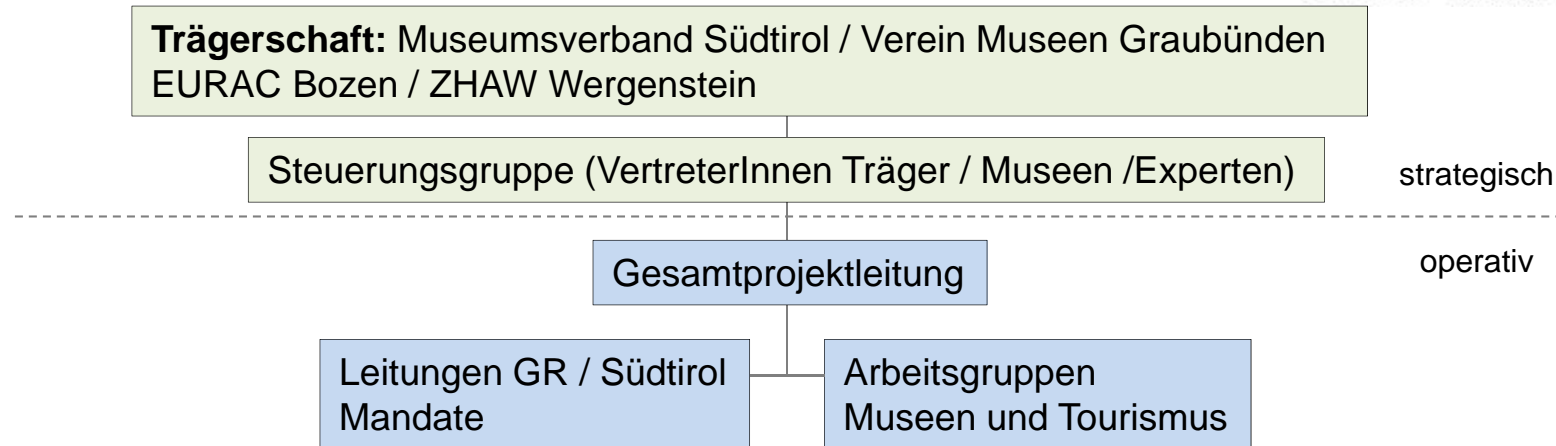 Trägerschaft: Museumsverband Südtirol / Verein Museen Graubünden
EURAC Bozen / ZHAW Wergenstein
Steuerungsgruppe (VertreterInnen Träger / Museen /Experten)
strategisch
operativ
Gesamtprojektleitung
Leitungen GR / Südtirol
Mandate
Arbeitsgruppen
Museen und Tourismus